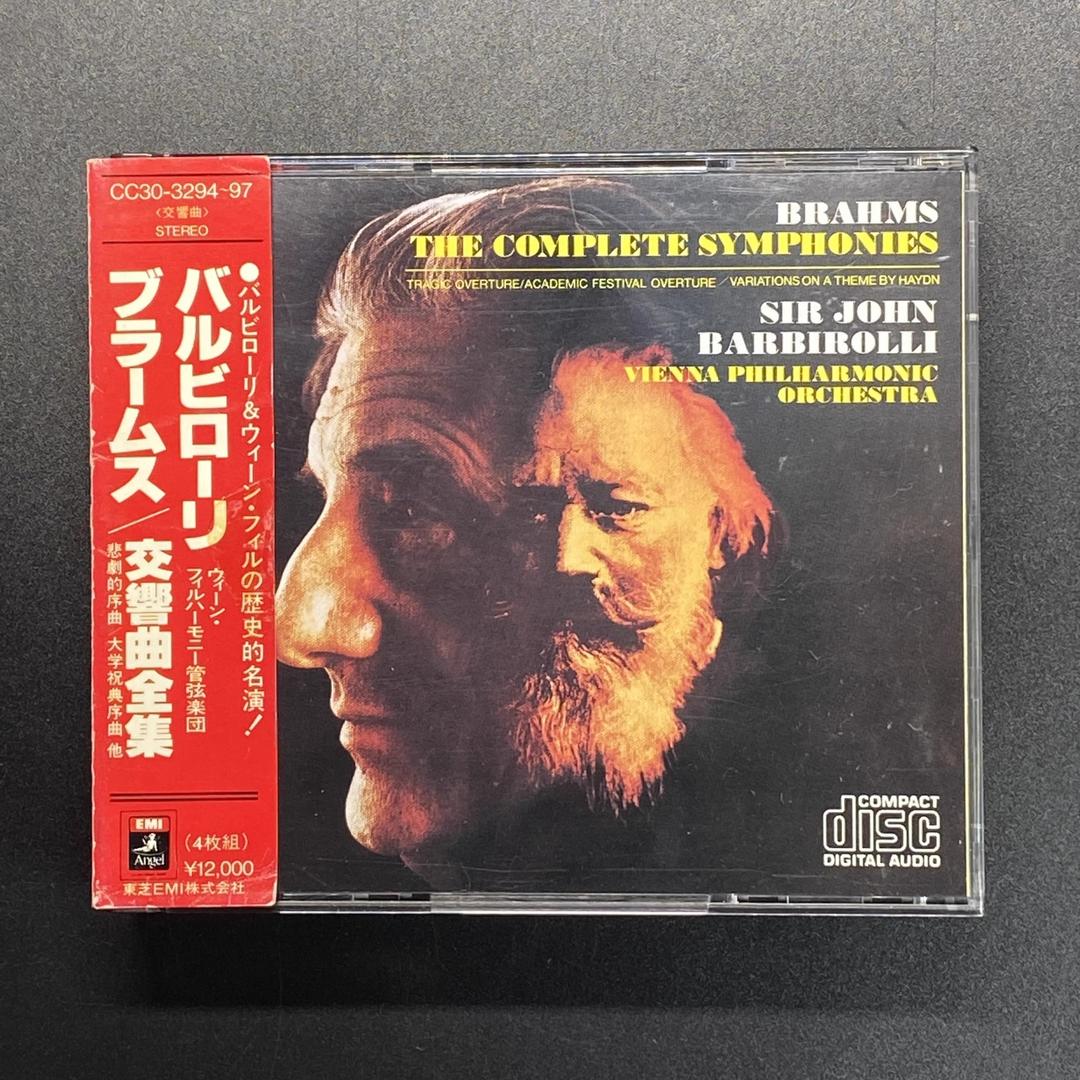 CC30-3294~97
〈交響曲〉
STEREO
●バルビローリ&ウィーン・フィルの歴史的名演!
バルビローリ
ウィーン・
フィルハーモニー管弦楽団
ブラームス/交響曲全集
悲劇的序曲/大学祝典序曲 他
EMI
Angel
(4枚組)
¥12,000
東芝EMI株式会社
BRAHMS
THE COMPLETE SYMPHONIES
TRAGIC OVERTURE/ACADEMIC FESTIVAL OVERTURE/VARIATIONS ON A THEME BY HAYDN
SIR JOHN
BARBIROLLI
VIENNA PHILHARMONIC
ORCHESTRA
COMPACT
disc
DIGITAL AUDIO